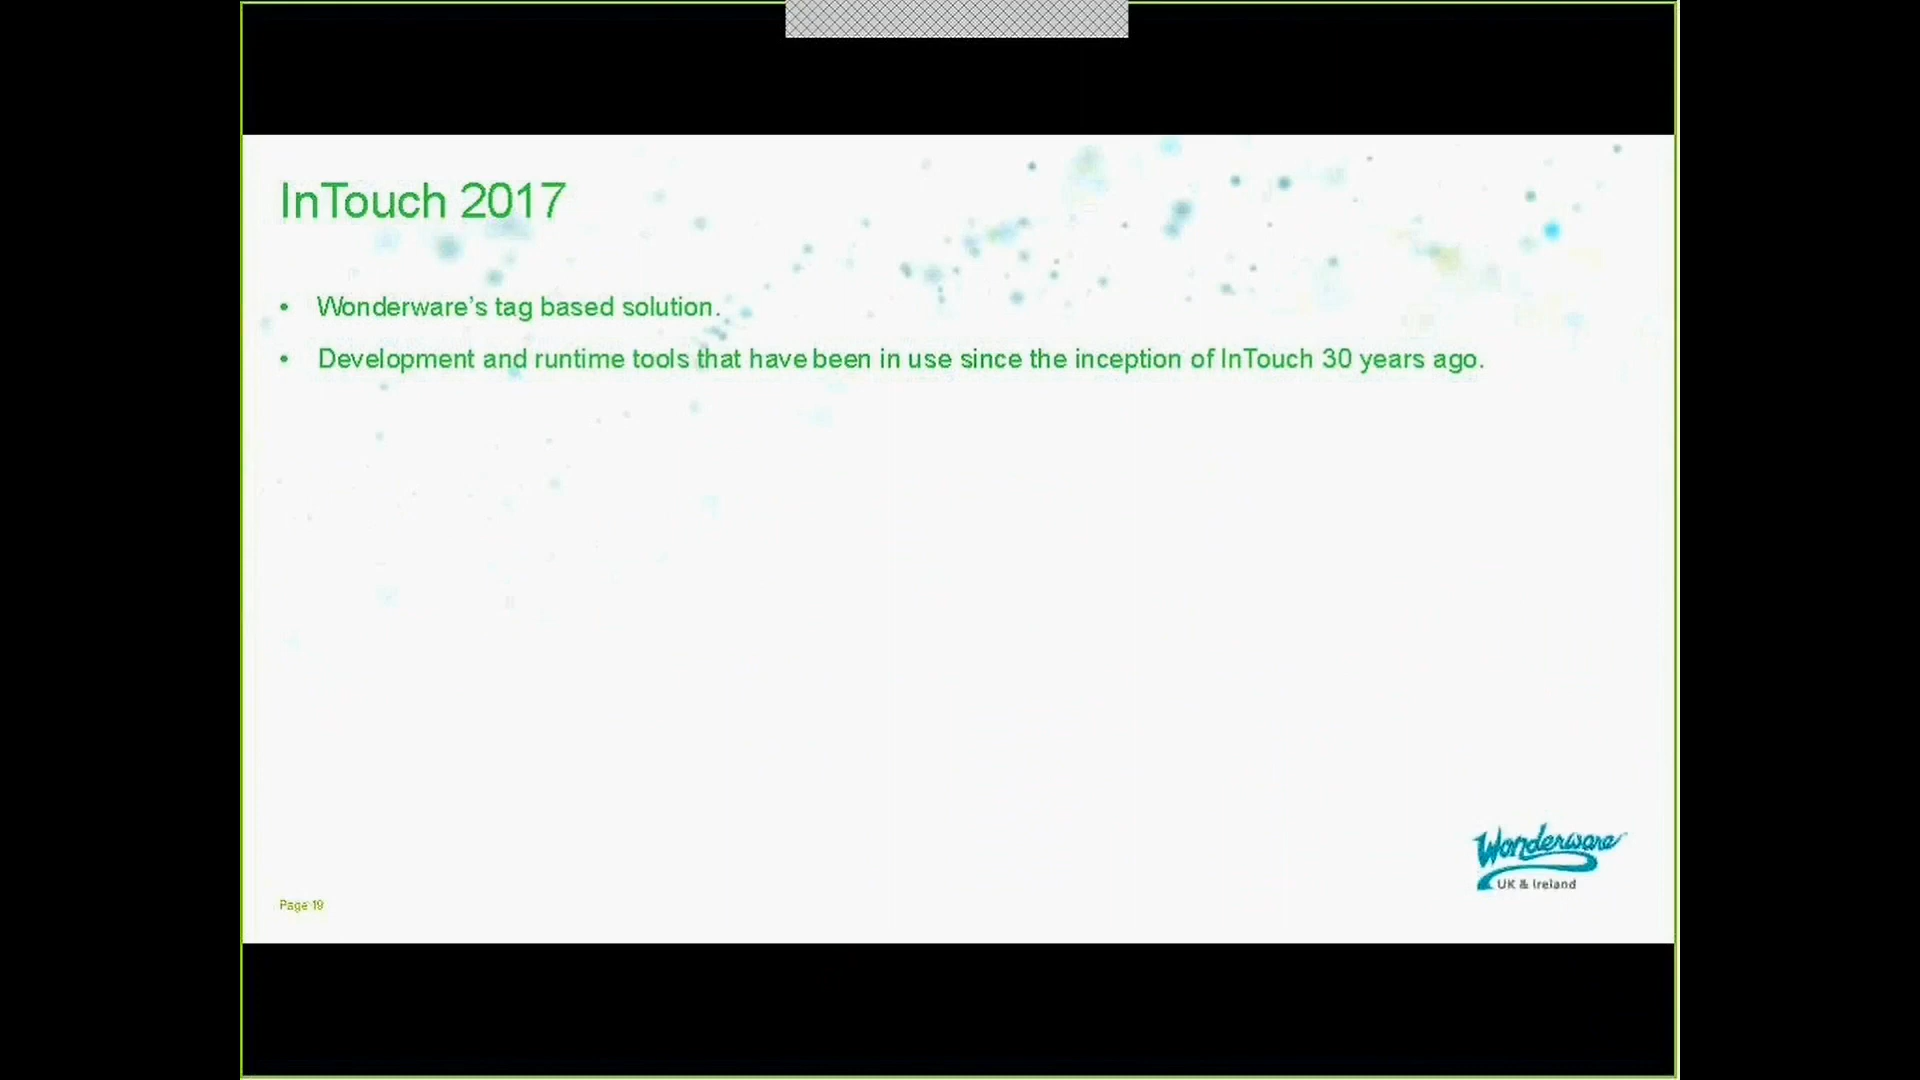 InTouch 2017
• Wonderware's tag based solution.
• Development and runtime tools that have been in use since the inception of InTouch 30 years ago.
Wonderware
UK & Ireland
Page 19